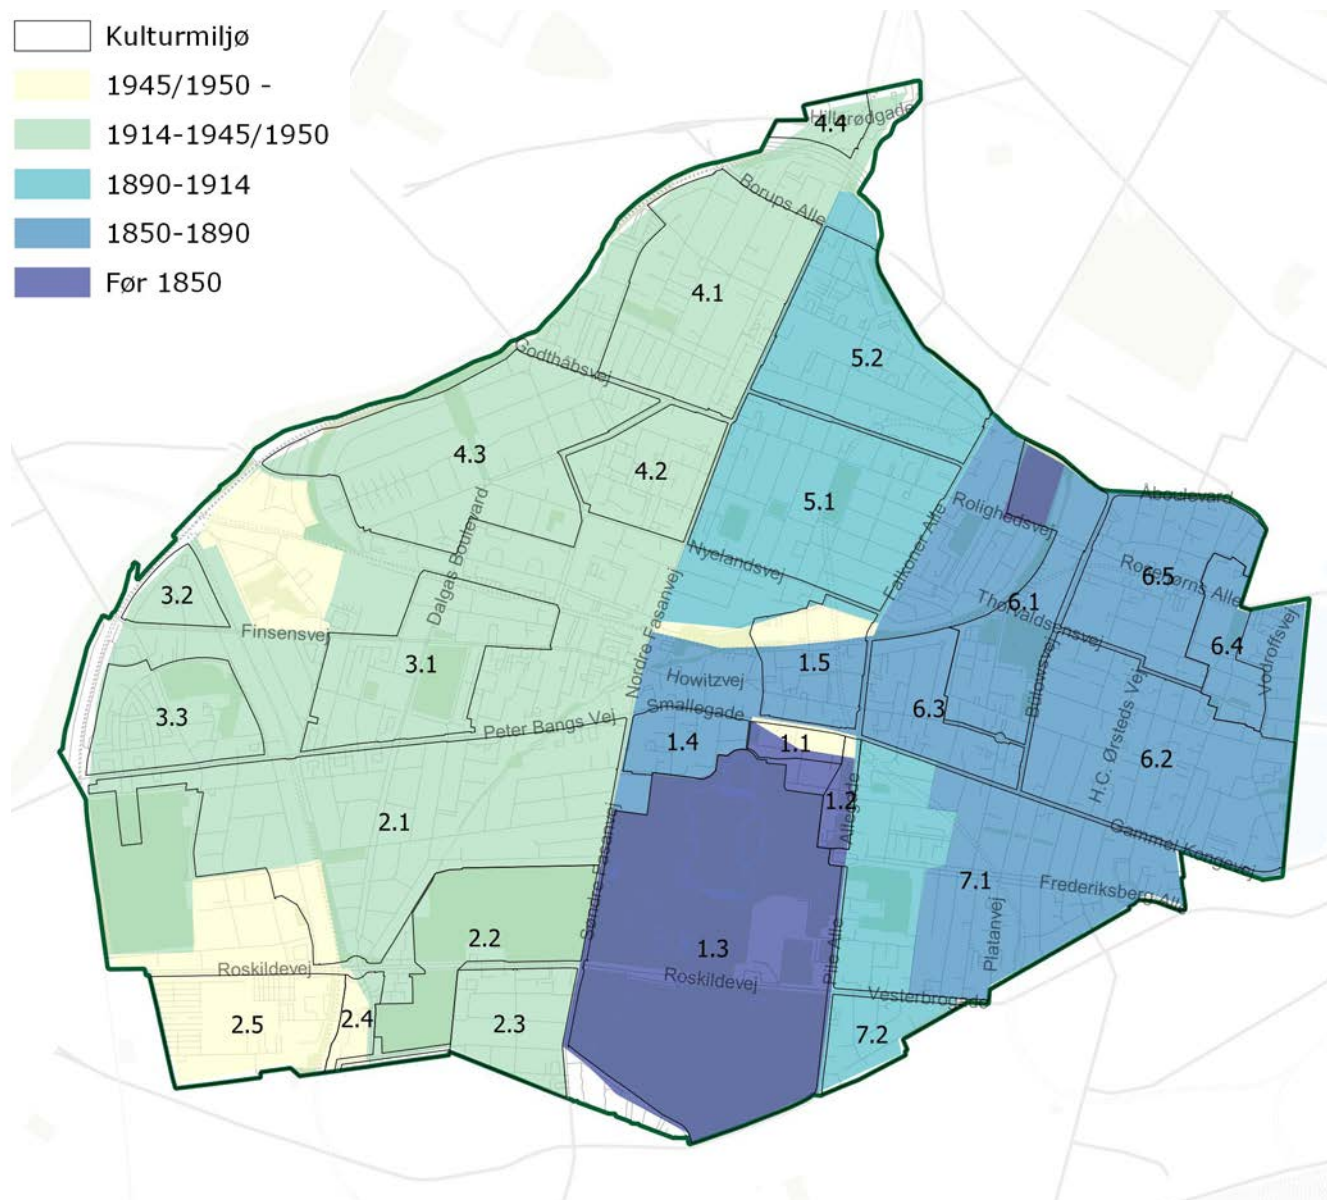 Kulturmiljø
1945/1950 -
1914-1945/1950
1890-1914
1850-1890
Før 1850
Hillerødgade
4.4
Borups Alle
4.1
Godthåbsvej
5.2
4.3
4.2
5.1
Dalgas Boulevard
Nyelandsvej
Falkoner Alle
Rolighedsvej
Åboulevard
Rosenørns Alle
6.5
6.1
Thorvaldsensvej
6.4
Vodroffsvej
Bülowsvej
3.2
Finsensvej
3.1
3.3
Nordre Fasanvej
Howitzvej
1.5
Smallegade
Peter Bangs Vej
1.4
1.1
6.3
H.C. Ørsteds Vej
6.2
1.2
Allegade
2.1
Søndre Fasanvej
Gammel Kongevej
7.1
Frederiksberg Alle
Platanvej
2.2
1.3
Pile Alle
Roskildevej
Roskildevej
Vesterbrogade
2.5
2.4
2.3
7.2